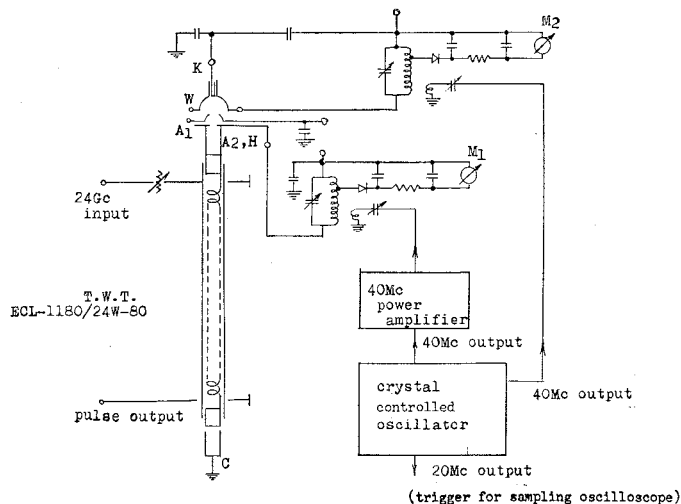 M2
K
W
A1
A2,H
M1
24Gc
input
T.W.T.
ECL-1180/24W-80
40Mc
power
amplifier
40Mc output
40Mc output
crystal
controlled
oscillator
pulse output
C
20Mc output
(trigger for sampling oscilloscope)